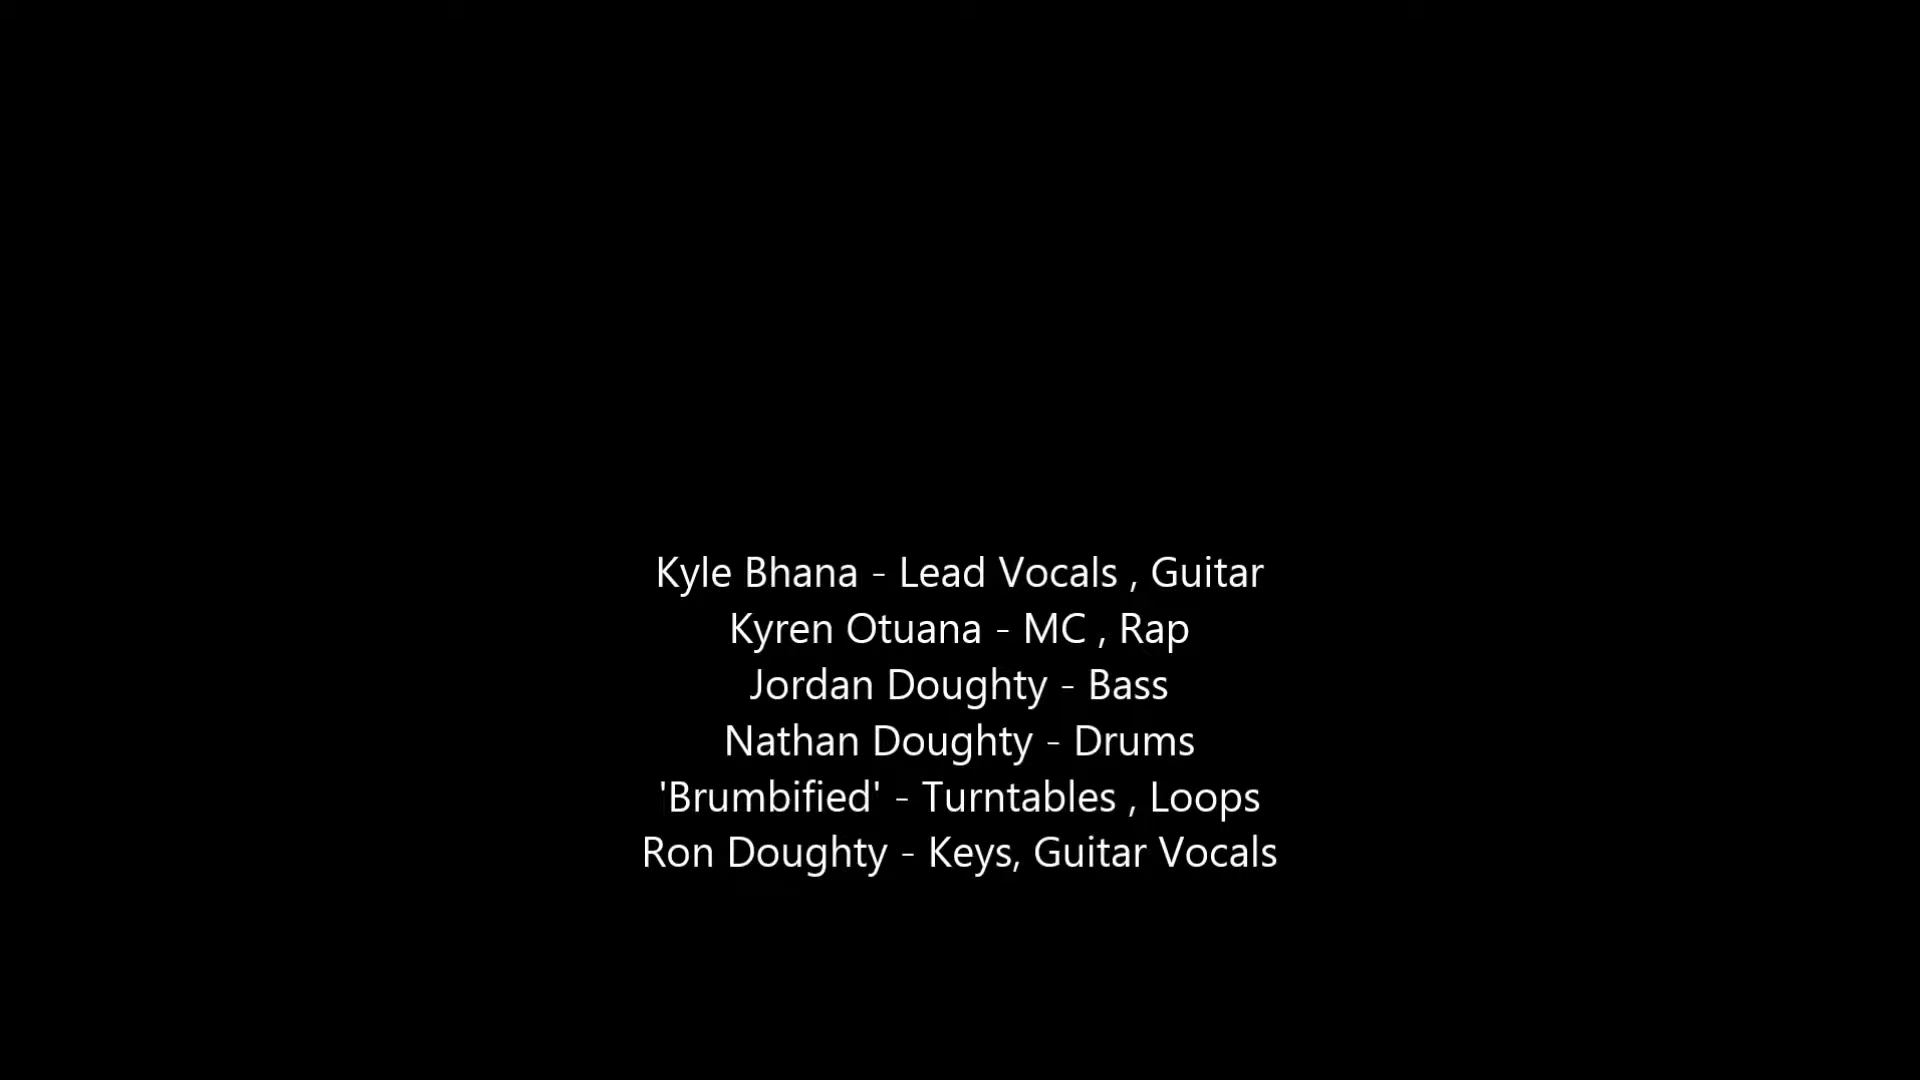 Kyle Bhana - Lead Vocals , Guitar
Kyren Otuana - MC , Rap
Jordan Doughty - Bass
Nathan Doughty - Drums
'Brumbified' - Turntables , Loops
Ron Doughty - Keys, Guitar Vocals